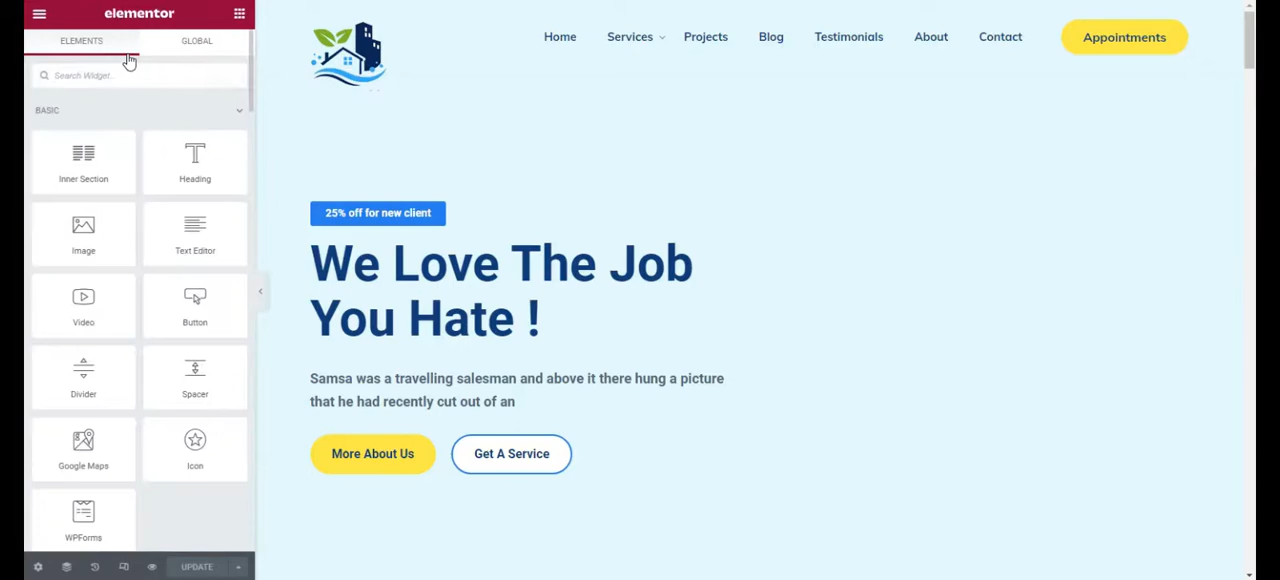 elementor
ELEMENTS GLOBAL
Search Widget...
BASIC
Inner Section Heading
Image Text Editor
Video Button
Divider Spacer
Google Maps Icon
WPForms
UPDATE
Home Services Projects Blog Testimonials About Contact Appointments
25% off for new client
We Love The Job
You Hate !
Samsa was a travelling salesman and above it there hung a picture
that he had recently cut out of an
More About Us Get A Service